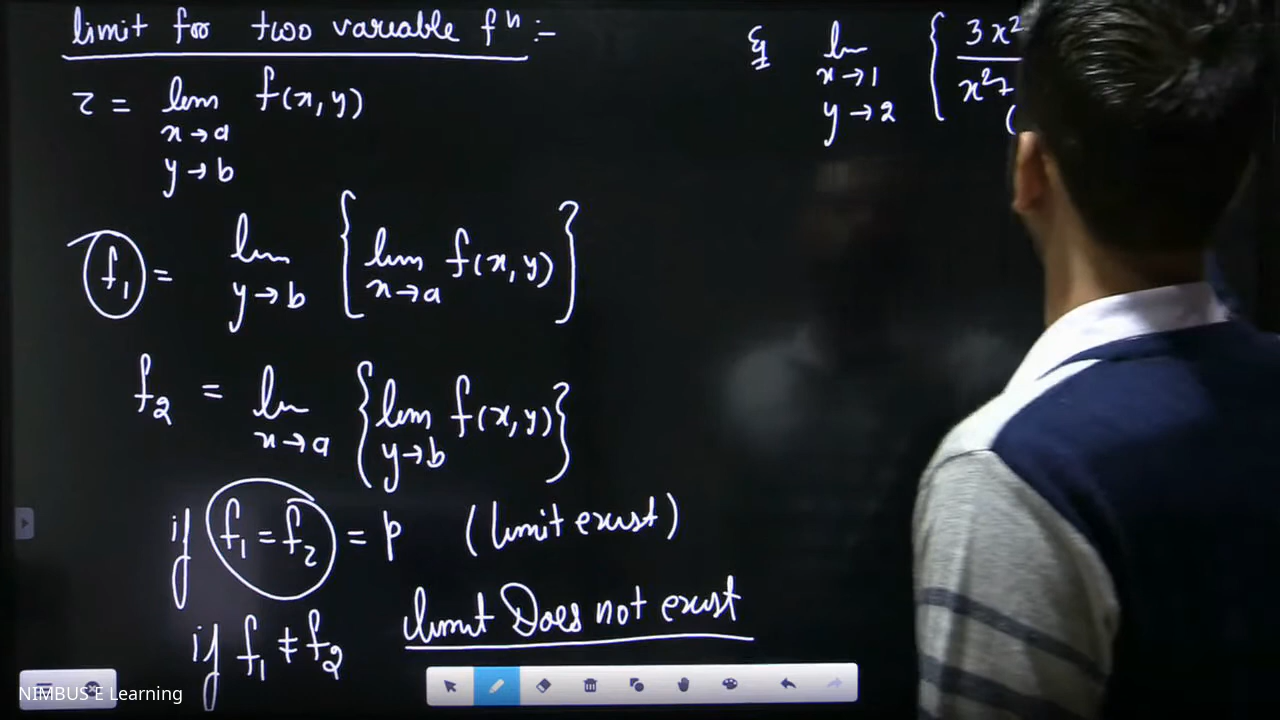 limit for two variable fⁿ :-
τ = lim f(x, y)
x→a
y→b
f₁ = lim { lim f(x, y) }
y→b x→a
f₂ = lim { lim f(x, y) }
x→a y→b
if f₁ = f₂ = p (limit exist)
if f₁ ≠ f₂ limit Does not exist
lim { 3x²
x→1 x²+
y→2 (
NIMBUS E Learning